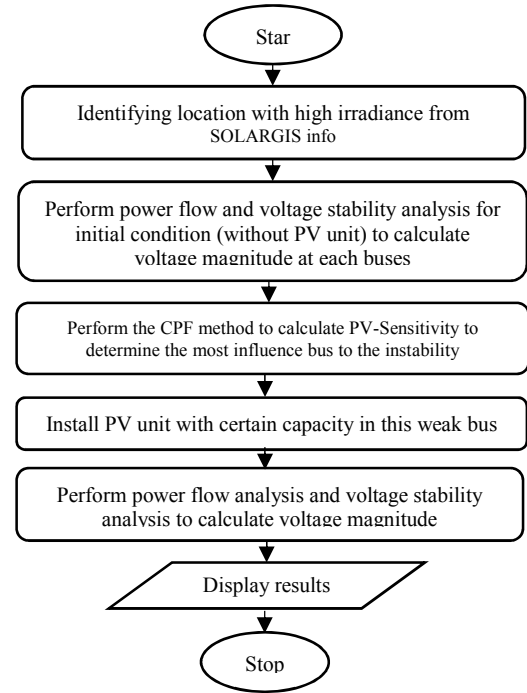 Star
Identifying location with high irradiance from
SOLARGIS info
Perform power flow and voltage stability analysis for
initial condition (without PV unit) to calculate
voltage magnitude at each buses
Perform the CPF method to calculate PV-Sensitivity to
determine the most influence bus to the instability
Install PV unit with certain capacity in this weak bus
Perform power flow analysis and voltage stability
analysis to calculate voltage magnitude
Display results
Stop